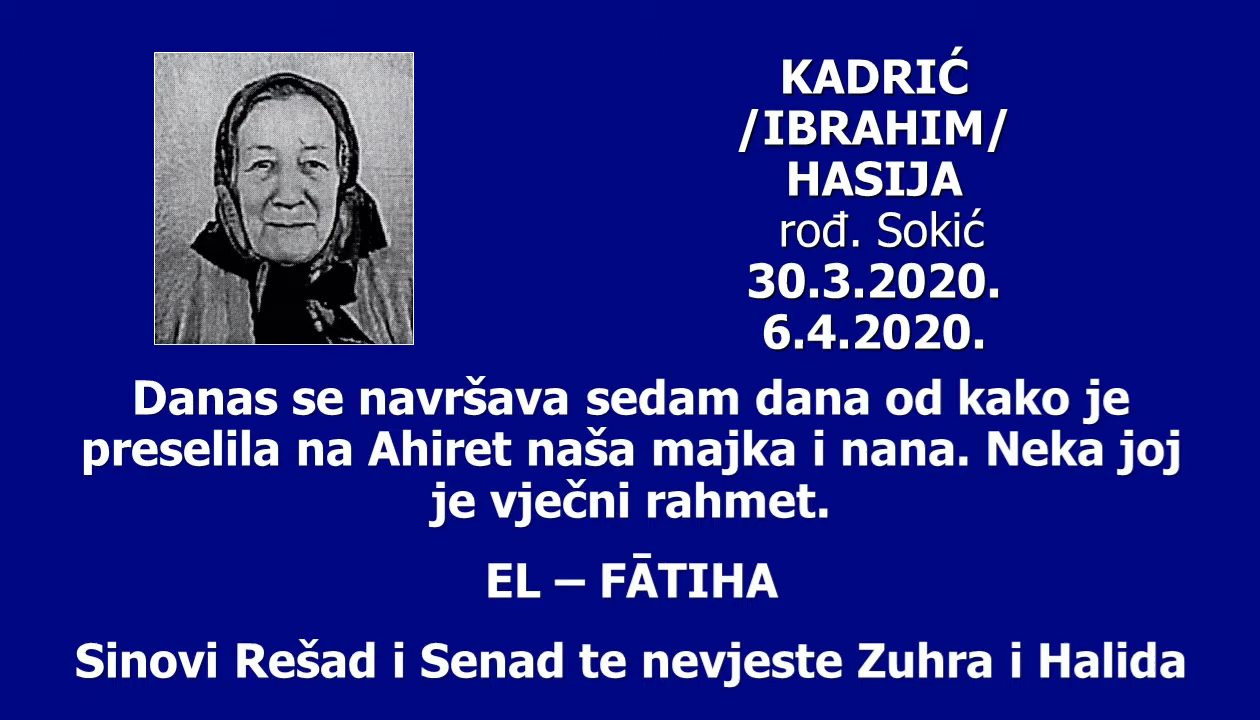 KADRIĆ
/IBRAHIM/
HASIJA
rođ. Sokić
30.3.2020.
6.4.2020.
Danas se navršava sedam dana od kako je
preselila na Ahiret naša majka i nana. Neka joj
je vječni rahmet.
EL – FĀTIHA
Sinovi Rešad i Senad te nevjeste Zuhra i Halida